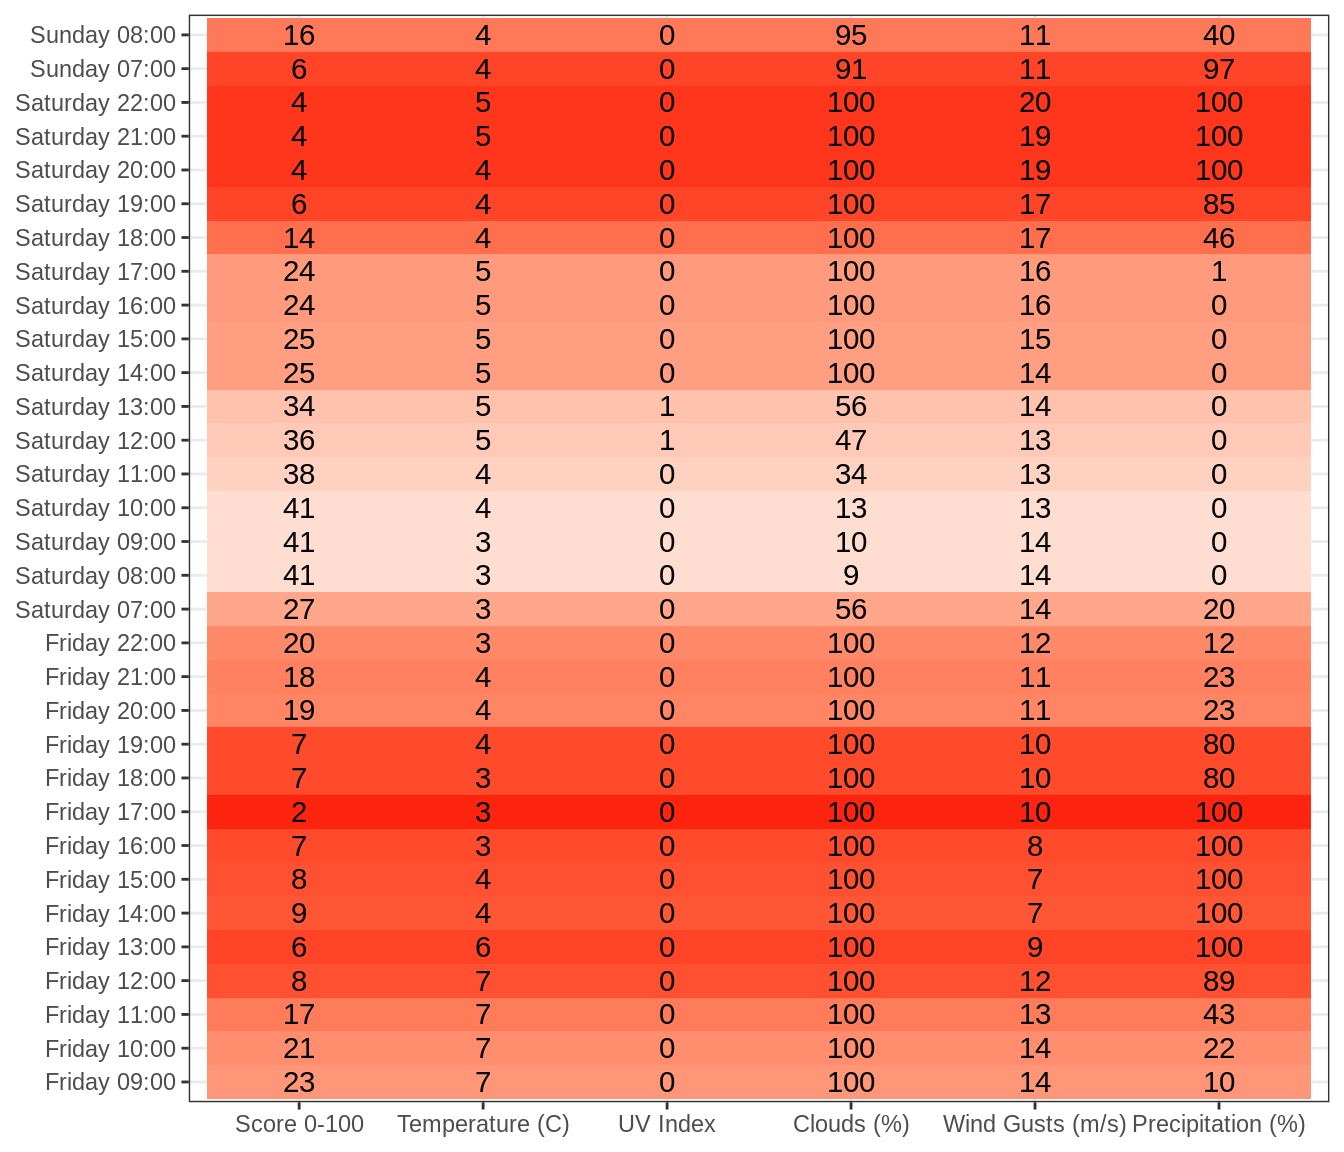 Sunday 08:00 16 4 0 95 11 40
Sunday 07:00 6 4 0 91 11 97
Saturday 22:00 4 5 0 100 20 100
Saturday 21:00 4 5 0 100 19 100
Saturday 20:00 4 4 0 100 19 100
Saturday 19:00 6 4 0 100 17 85
Saturday 18:00 14 4 0 100 17 46
Saturday 17:00 24 5 0 100 16 1
Saturday 16:00 24 5 0 100 16 0
Saturday 15:00 25 5 0 100 15 0
Saturday 14:00 25 5 0 100 14 0
Saturday 13:00 34 5 1 56 14 0
Saturday 12:00 36 5 1 47 13 0
Saturday 11:00 38 4 0 34 13 0
Saturday 10:00 41 4 0 13 13 0
Saturday 09:00 41 3 0 10 14 0
Saturday 08:00 41 3 0 9 14 0
Saturday 07:00 27 3 0 56 14 20
Friday 22:00 20 3 0 100 12 12
Friday 21:00 18 4 0 100 11 23
Friday 20:00 19 4 0 100 11 23
Friday 19:00 7 4 0 100 10 80
Friday 18:00 7 3 0 100 10 80
Friday 17:00 2 3 0 100 10 100
Friday 16:00 7 3 0 100 8 100
Friday 15:00 8 4 0 100 7 100
Friday 14:00 9 4 0 100 7 100
Friday 13:00 6 6 0 100 9 100
Friday 12:00 8 7 0 100 12 89
Friday 11:00 17 7 0 100 13 43
Friday 10:00 21 7 0 100 14 22
Friday 09:00 23 7 0 100 14 10
Score 0-100 Temperature (C) UV Index Clouds (%) Wind Gusts (m/s) Precipitation (%)